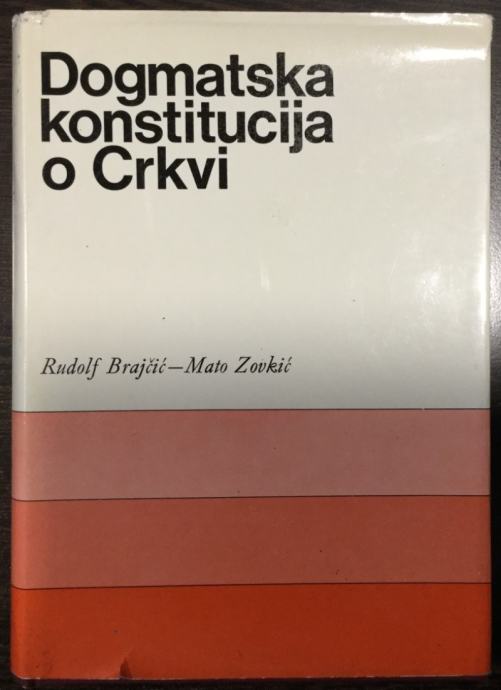 Dogmatska
konstitucija
o Crkvi
Rudolf Brajčić—Mato Zovkić